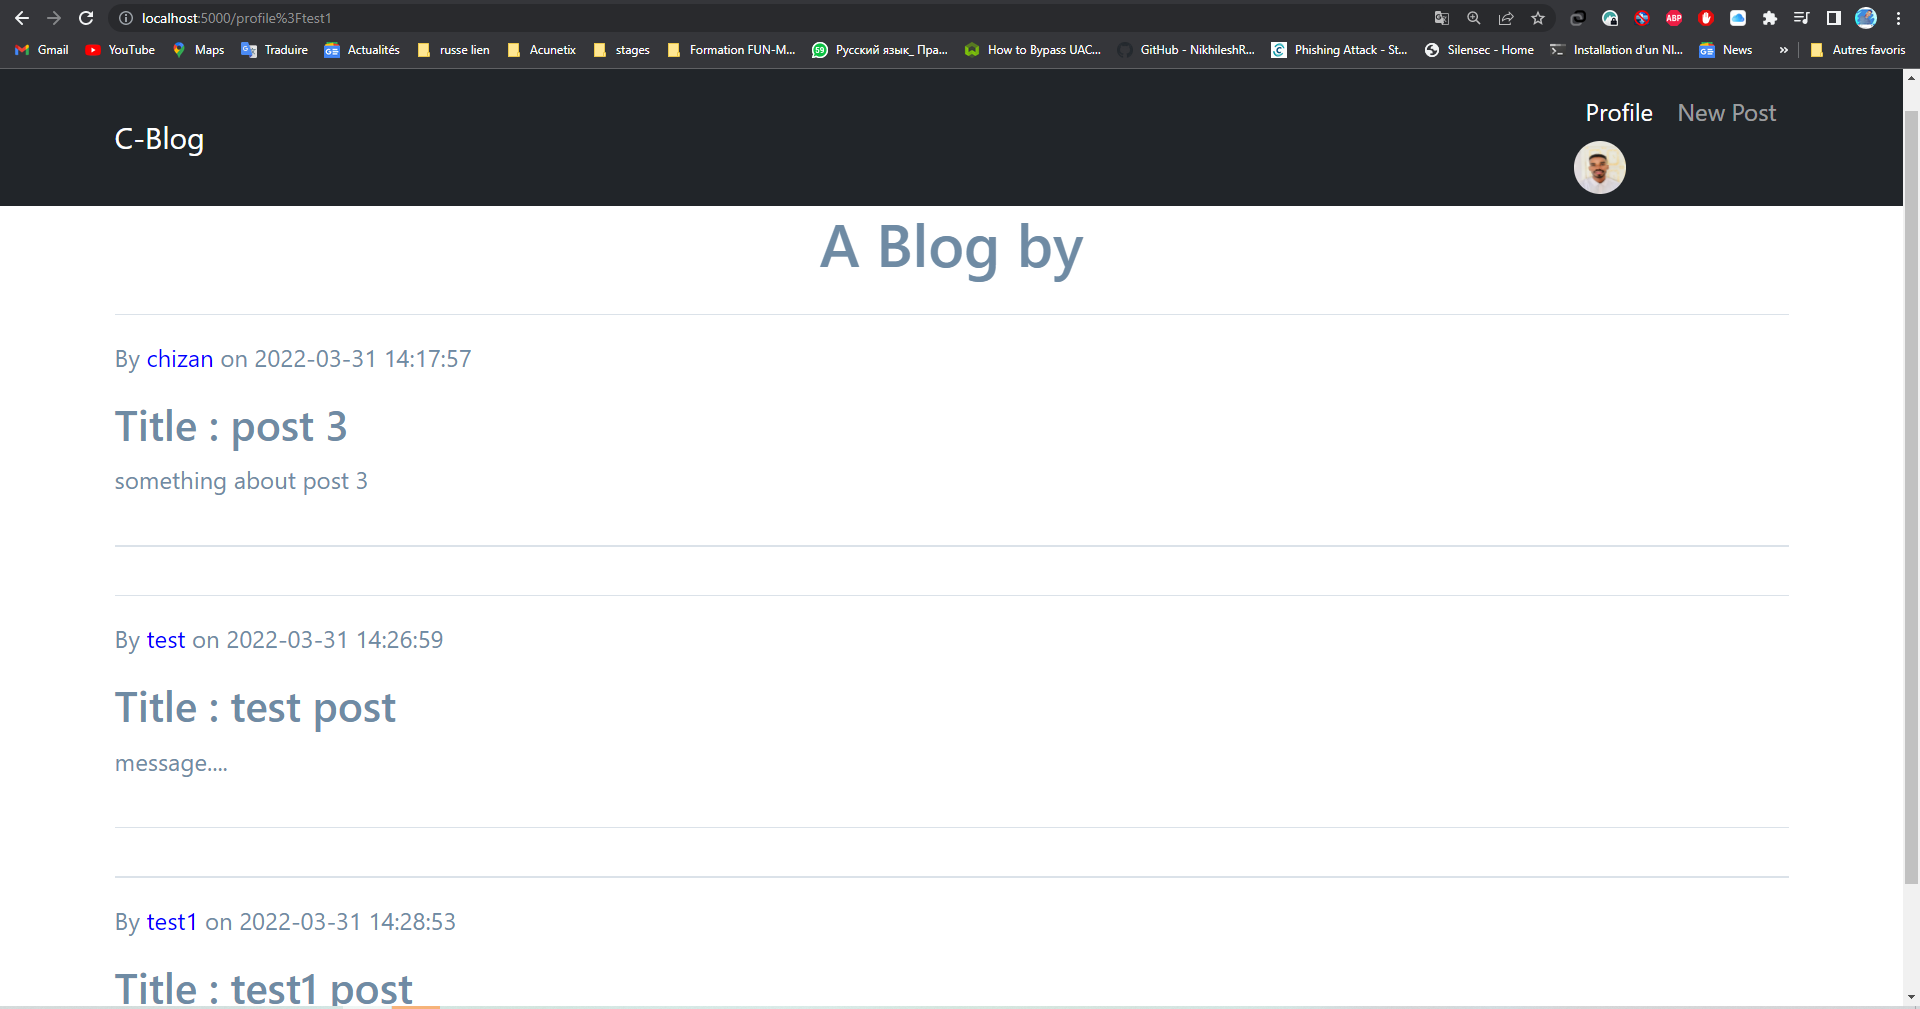 localhost:5000/profile%3Ftest1
ABP
Gmail YouTube Maps Traduire Actualités russe lien Acunetix stages Formation FUN-M... Русский язык_ Пра... How to Bypass UAC... GitHub - NikhileshR... Phishing Attack - St... Silensec - Home Installation d'un NI... News » Autres favoris
Profile New Post
C-Blog
A Blog by
By chizan on 2022-03-31 14:17:57
Title : post 3
something about post 3
By test on 2022-03-31 14:26:59
Title : test post
message....
By test1 on 2022-03-31 14:28:53
Title : test1 post